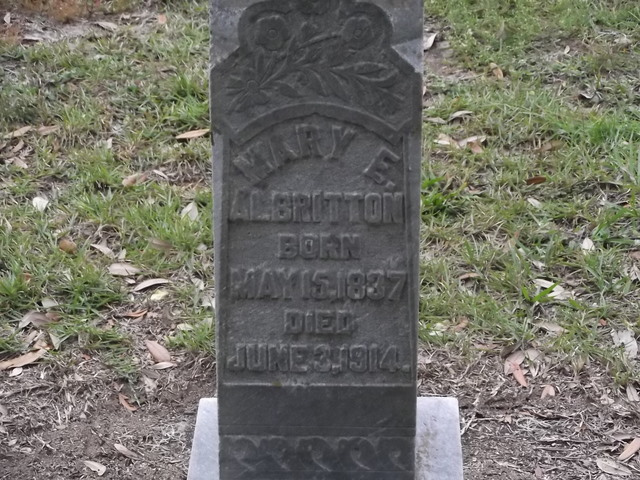 MARY E.
ALBRITTON
BORN
MAY 15, 1837
DIED
JUNE 3, 1914.